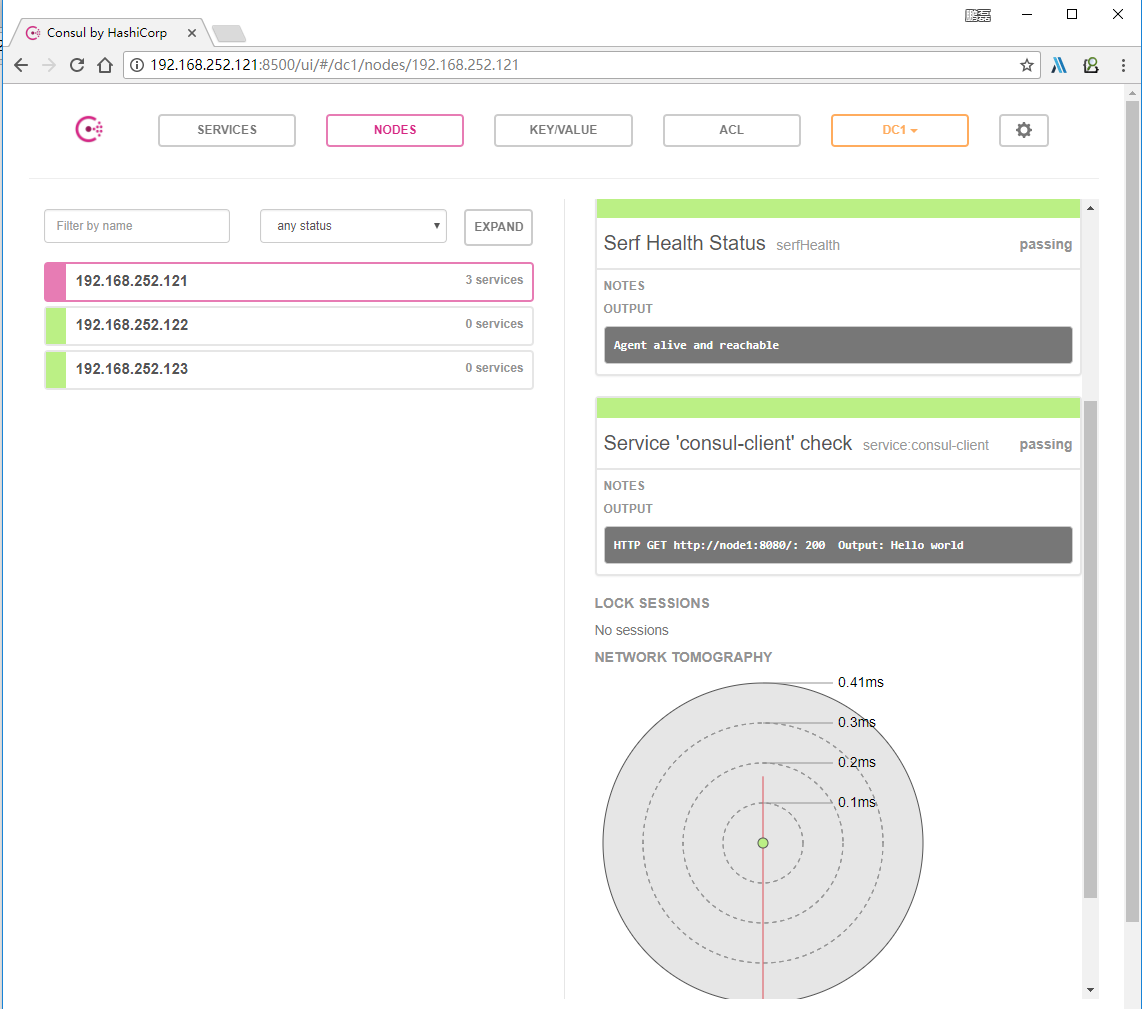 鹏磊
Consul by HashiCorp
192.168.252.121:8500/ui/#/dc1/nodes/192.168.252.121
SERVICES
NODES
KEY/VALUE
ACL
DC1
Filter by name
any status
EXPAND
192.168.252.121 3 services
192.168.252.122 0 services
192.168.252.123 0 services
Serf Health Status serfHealth passing
NOTES
OUTPUT
Agent alive and reachable
Service 'consul-client' check service:consul-client passing
NOTES
OUTPUT
HTTP GET http://node1:8080/: 200 Output: Hello world
LOCK SESSIONS
No sessions
NETWORK TOMOGRAPHY
0.41ms
0.3ms
0.2ms
0.1ms